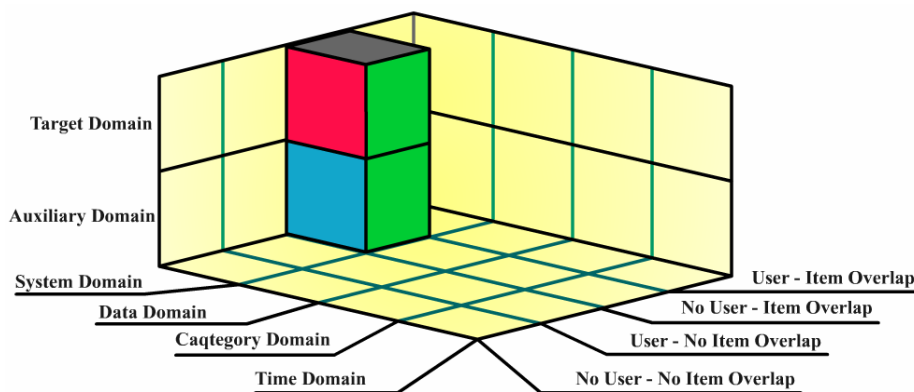 Target Domain
Auxiliary Domain
System Domain
Data Domain
Caqtegory Domain
Time Domain
User - Item Overlap
No User - Item Overlap
User - No Item Overlap
No User - No Item Overlap